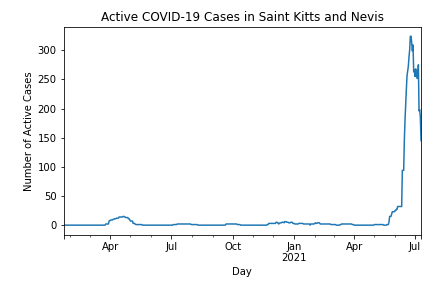 Active COVID-19 Cases in Saint Kitts and Nevis
Number of Active Cases
300
250
200
150
100
50
0
Apr
Jul
Oct
Jan
2021
Apr
Jul
Day